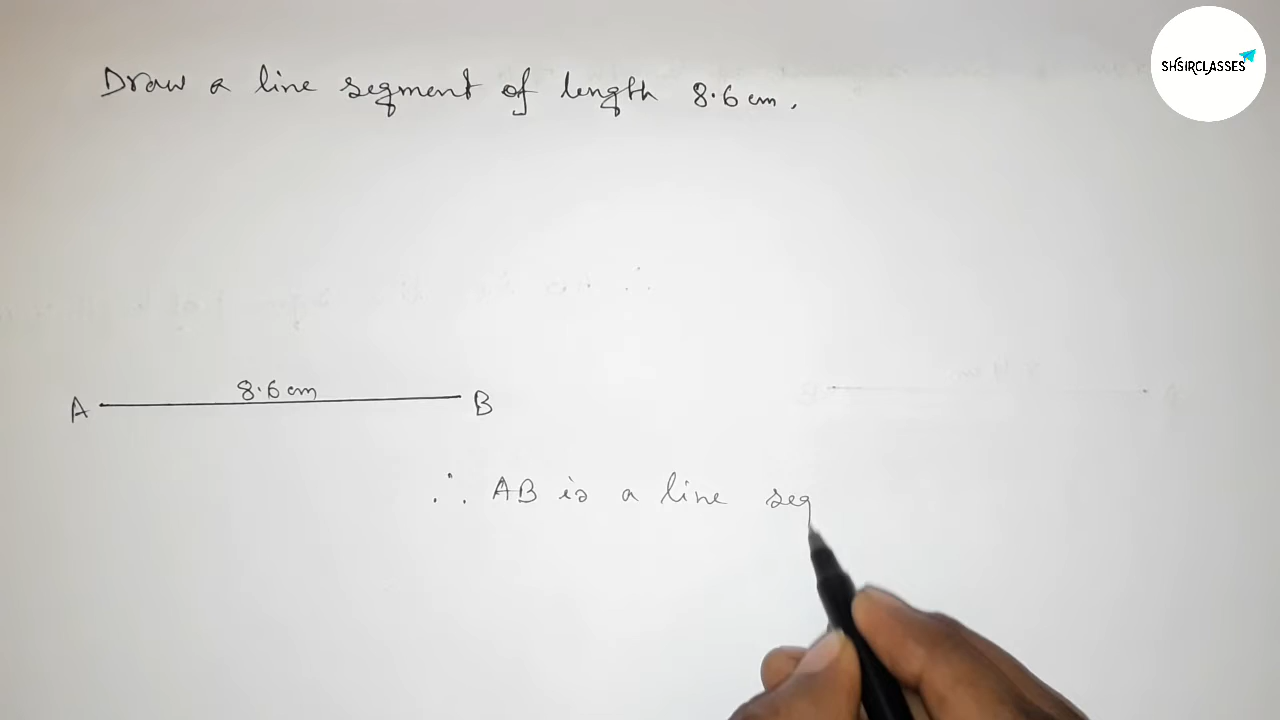 SHSIRCLASSES
Draw a line segment of length 8.6 cm.
8.6 cm
A B
∴ AB is a line seg